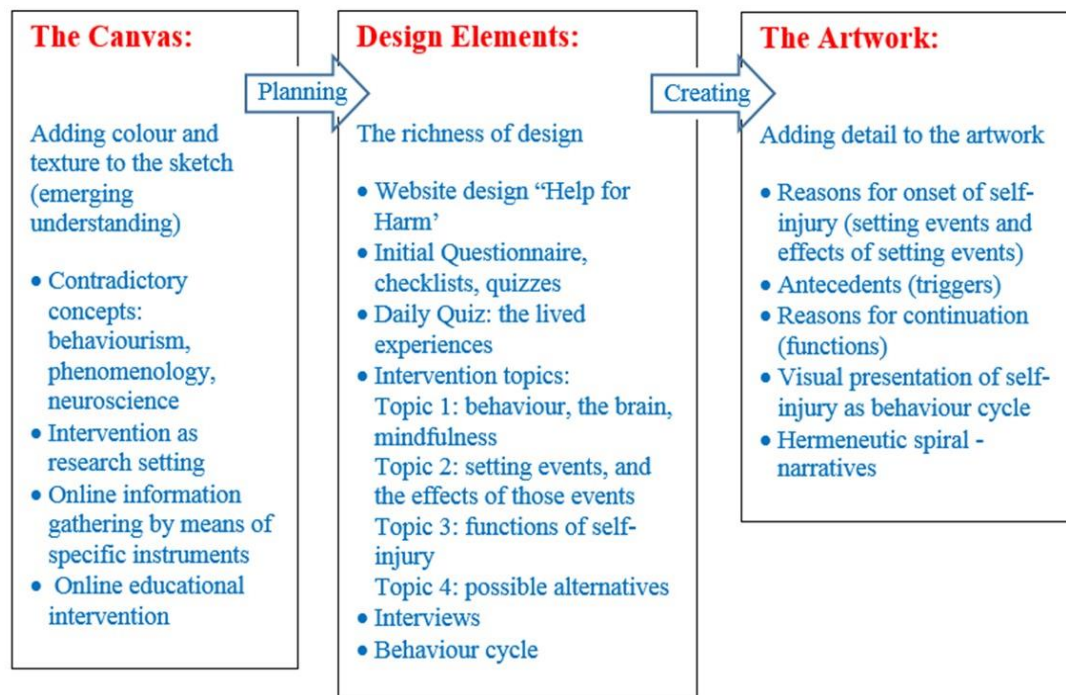 The Canvas:
Adding colour and
texture to the sketch
(emerging
understanding)
• Contradictory
concepts:
behaviourism,
phenomenology,
neuroscience
• Intervention as
research setting
• Online information
gathering by means of
specific instruments
• Online educational
intervention
Planning
Design Elements:
The richness of design
• Website design “Help for
Harm’
• Initial Questionnaire,
checklists, quizzes
• Daily Quiz: the lived
experiences
• Intervention topics:
Topic 1: behaviour, the brain,
mindfulness
Topic 2: setting events, and
the effects of those events
Topic 3: functions of self-
injury
Topic 4: possible alternatives
• Interviews
• Behaviour cycle
Creating
The Artwork:
Adding detail to the artwork
• Reasons for onset of self-
injury (setting events and
effects of setting events)
• Antecedents (triggers)
• Reasons for continuation
(functions)
• Visual presentation of self-
injury as behaviour cycle
• Hermeneutic spiral -
narratives